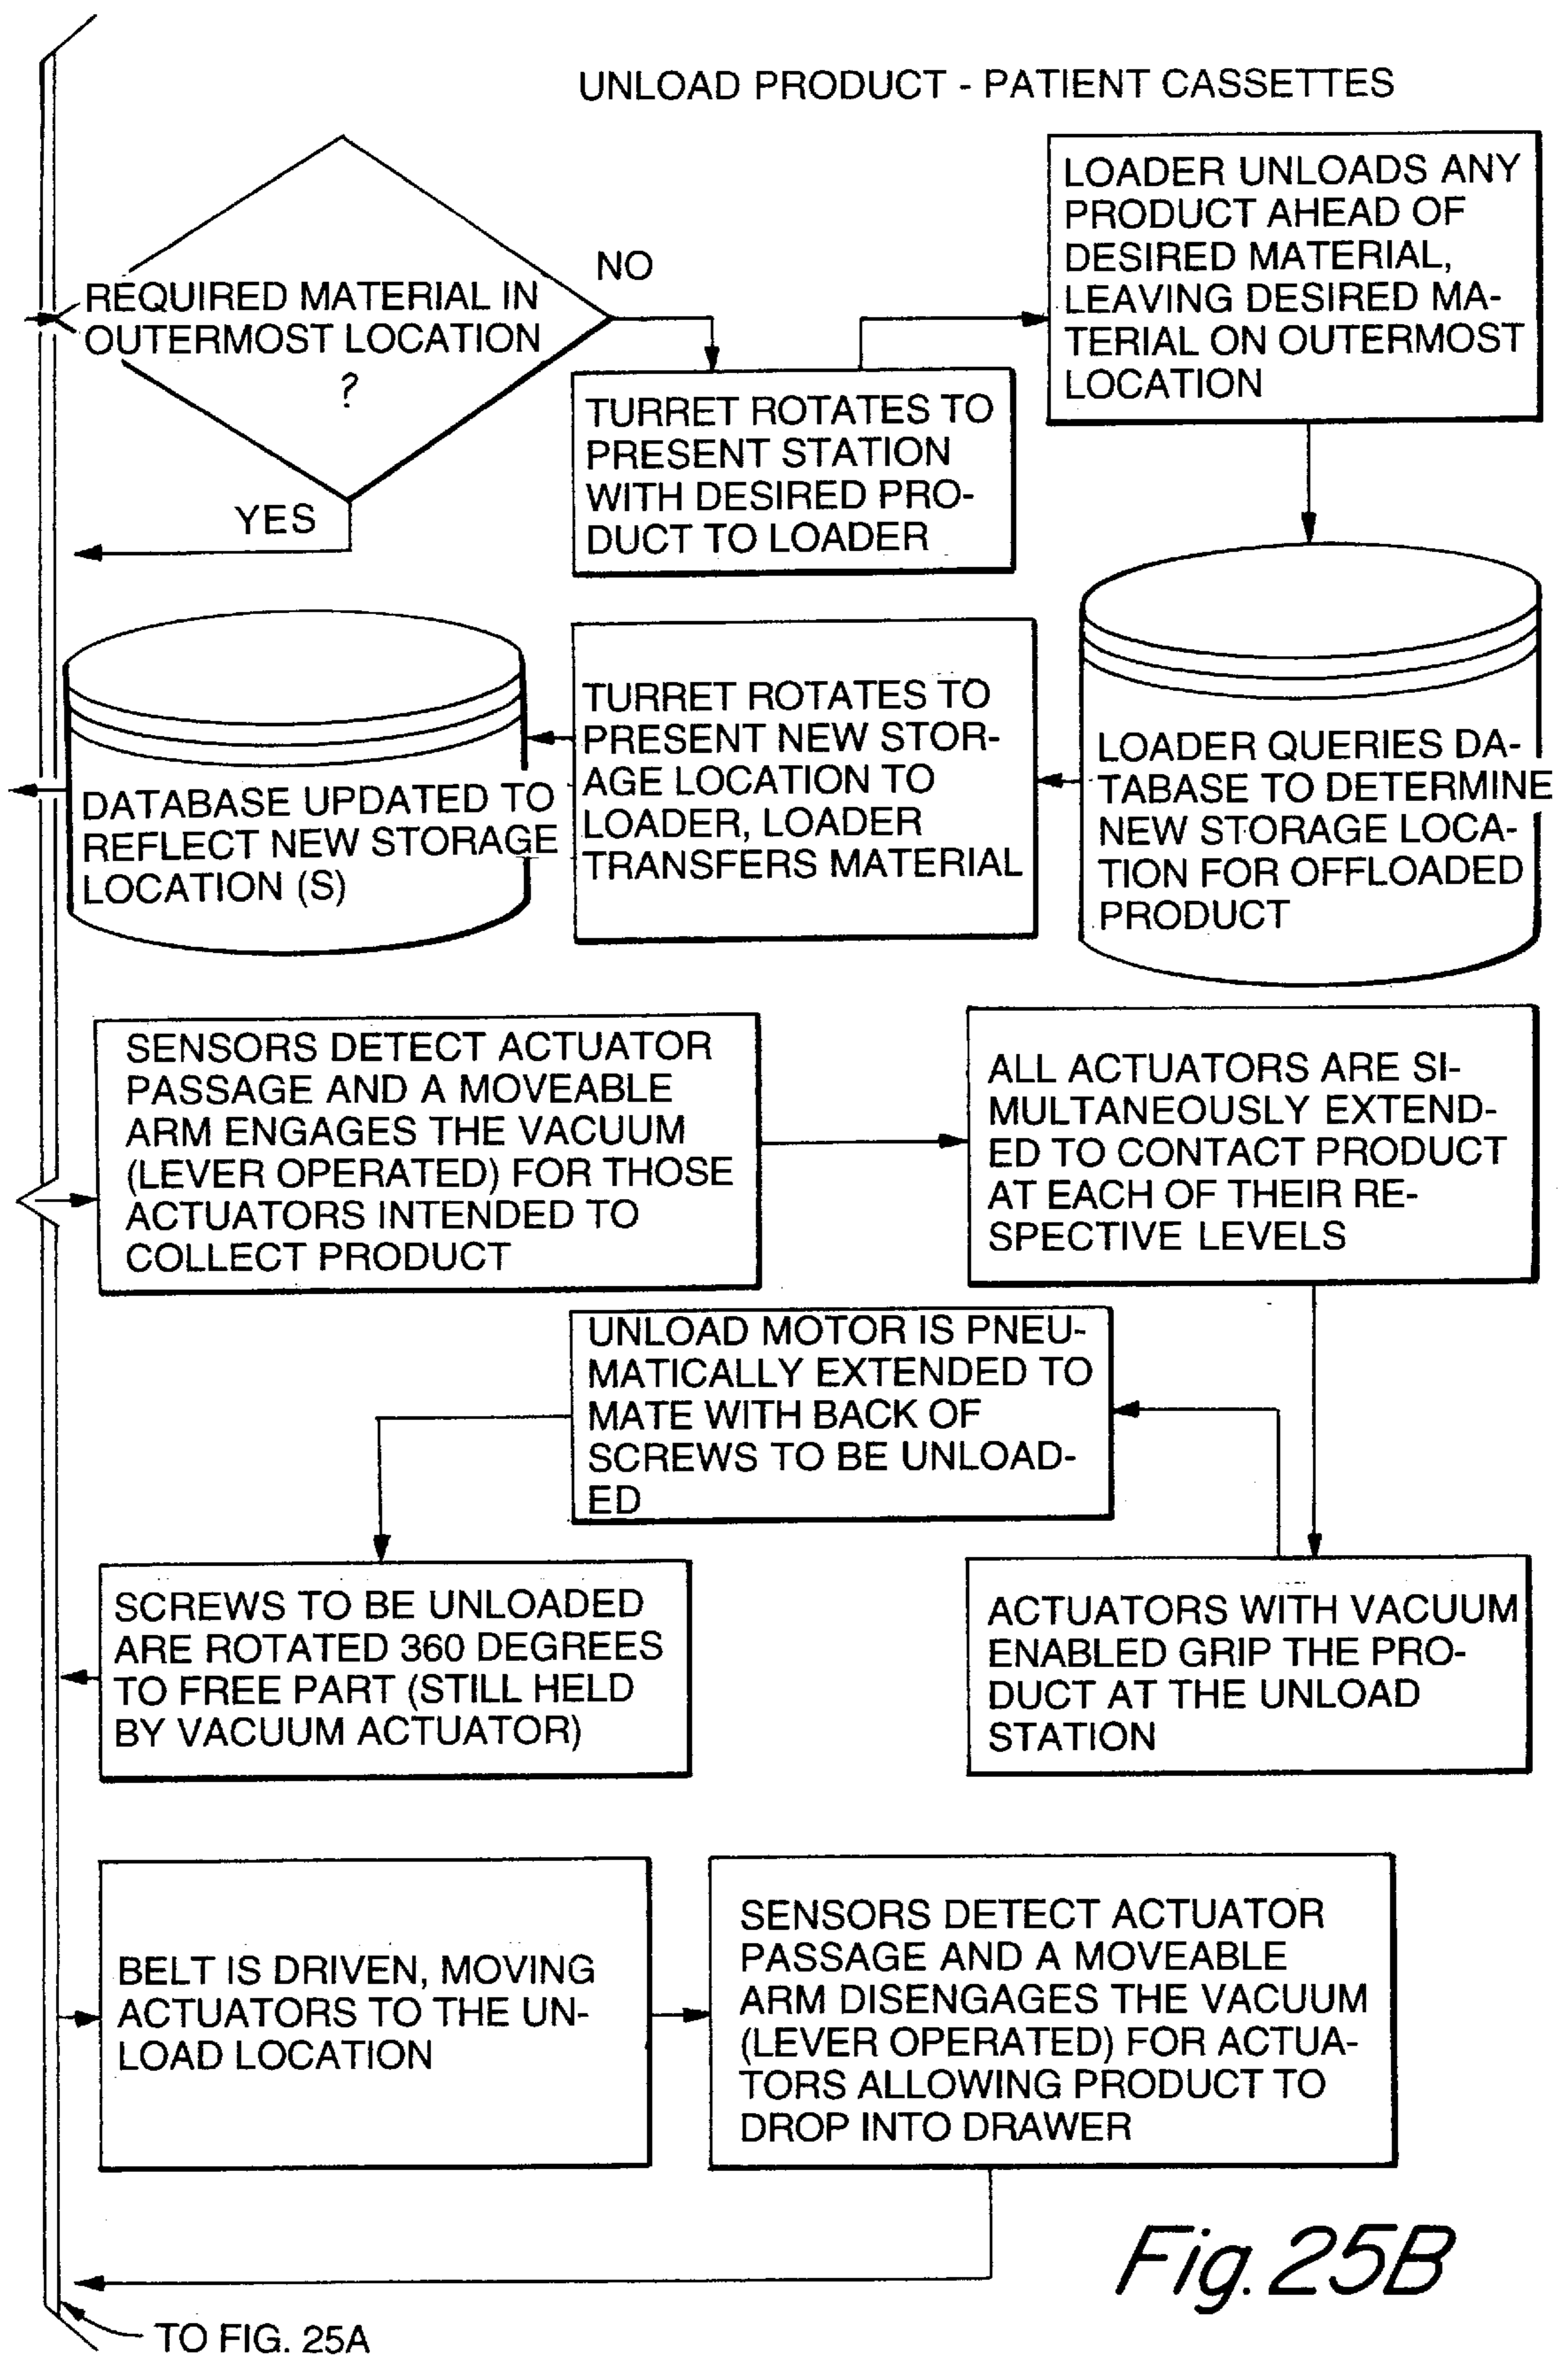 UNLOAD PRODUCT - PATIENT CASSETTES
REQUIRED MATERIAL IN
OUTERMOST LOCATION
?
NO
YES
TURRET ROTATES TO
PRESENT STATION
WITH DESIRED PRO-
DUCT TO LOADER
LOADER UNLOADS ANY
PRODUCT AHEAD OF
DESIRED MATERIAL,
LEAVING DESIRED MA-
TERIAL ON OUTERMOST
LOCATION
LOADER QUERIES DA-
TABASE TO DETERMINE
NEW STORAGE LOCA-
TION FOR OFFLOADED
PRODUCT
TURRET ROTATES TO
PRESENT NEW STOR-
AGE LOCATION TO
LOADER, LOADER
TRANSFERS MATERIAL
DATABASE UPDATED TO
REFLECT NEW STORAGE
LOCATION (S)
SENSORS DETECT ACTUATOR
PASSAGE AND A MOVEABLE
ARM ENGAGES THE VACUUM
(LEVER OPERATED) FOR THOSE
ACTUATORS INTENDED TO
COLLECT PRODUCT
ALL ACTUATORS ARE SI-
MULTANEOUSLY EXTEND-
ED TO CONTACT PRODUCT
AT EACH OF THEIR RE-
SPECTIVE LEVELS
ACTUATORS WITH VACUUM
ENABLED GRIP THE PRO-
DUCT AT THE UNLOAD
STATION
UNLOAD MOTOR IS PNEU-
MATICALLY EXTENDED TO
MATE WITH BACK OF
SCREWS TO BE UNLOAD-
ED
SCREWS TO BE UNLOADED
ARE ROTATED 360 DEGREES
TO FREE PART (STILL HELD
BY VACUUM ACTUATOR)
BELT IS DRIVEN, MOVING
ACTUATORS TO THE UN-
LOAD LOCATION
SENSORS DETECT ACTUATOR
PASSAGE AND A MOVEABLE
ARM DISENGAGES THE VACUUM
(LEVER OPERATED) FOR ACTUA-
TORS ALLOWING PRODUCT TO
DROP INTO DRAWER
Fig. 25B
TO FIG. 25A